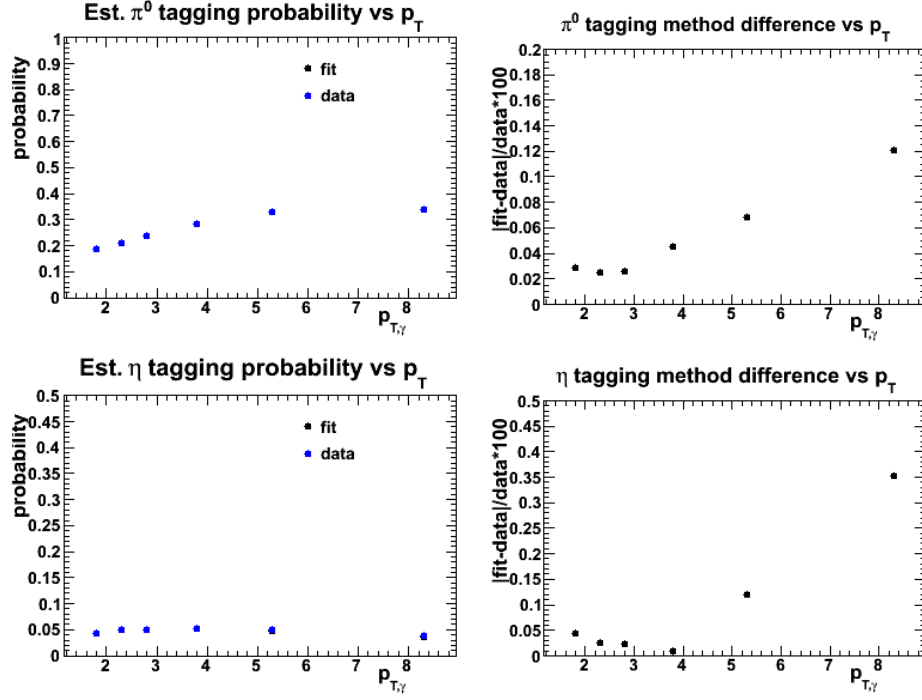 Est. π⁰ tagging probability vs p_T
probability
1
0.9
0.8
0.7
0.6
0.5
0.4
0.3
0.2
0.1
0
fit
data
2 3 4 5 6 7 8
p_T,γ
π⁰ tagging method difference vs p_T
|fit-data|/data*100
0.2
0.18
0.16
0.14
0.12
0.1
0.08
0.06
0.04
0.02
0
2 3 4 5 6 7 8
p_T,γ
Est. η tagging probability vs p_T
probability
0.5
0.45
0.4
0.35
0.3
0.25
0.2
0.15
0.1
0.05
0
fit
data
2 3 4 5 6 7 8
p_T,γ
η tagging method difference vs p_T
|fit-data|/data*100
0.5
0.45
0.4
0.35
0.3
0.25
0.2
0.15
0.1
0.05
0
2 3 4 5 6 7 8
p_T,γ